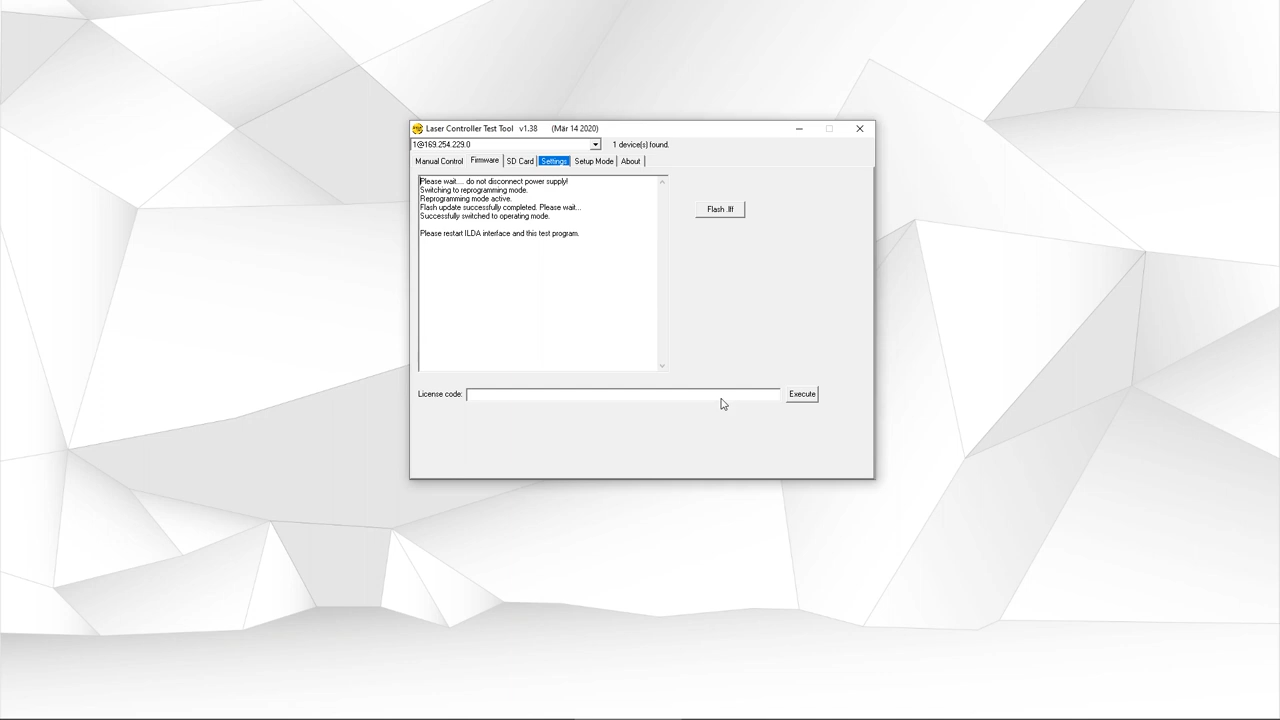 Laser Controller Test Tool v1.38 (Mär 14 2020)
1@169.254.229.0 1 device(s) found.
Manual Control Firmware SD Card Settings Setup Mode About
Please wait.... do not disconnect power supply!
Switching to reprogramming mode.
Reprogramming mode active.
Flash update successfully completed. Please wait...
Successfully switched to operating mode.
Please restart ILDA interface and this test program.
Flash .lff
License code: Execute